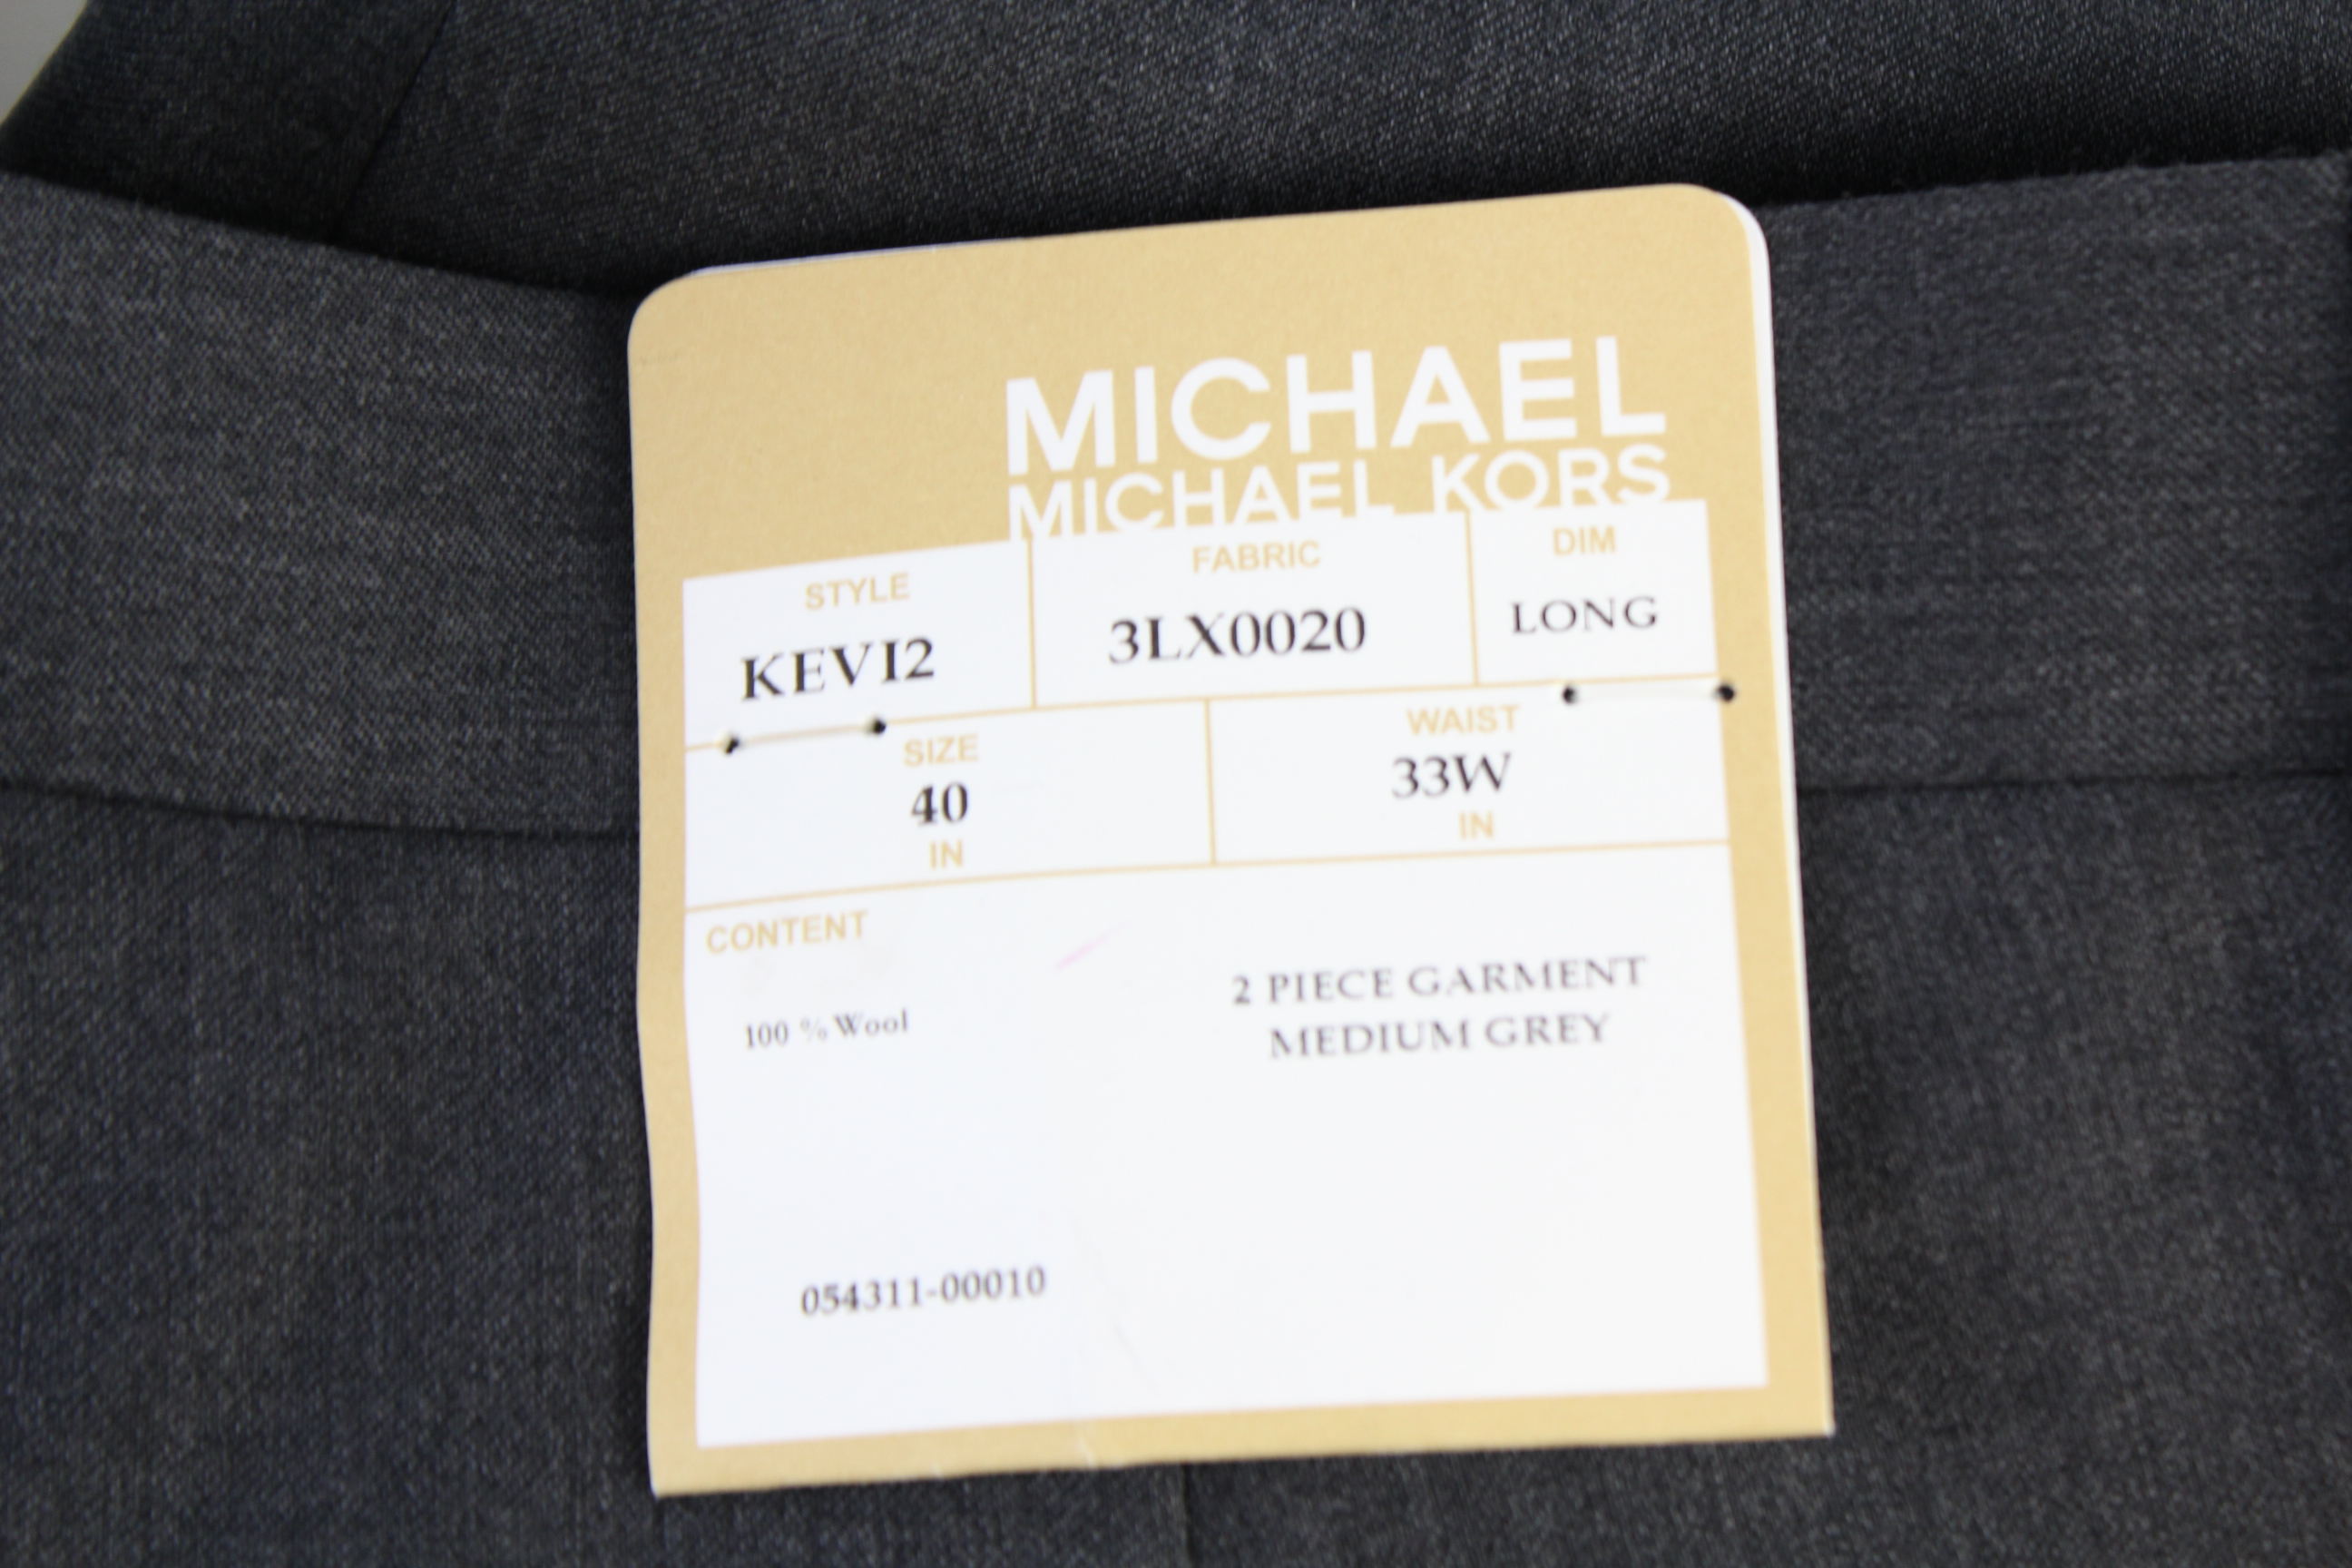 MICHAEL
MICHAEL KORS
STYLE
KEVI2
FABRIC
3LX0020
DIM
LONG
SIZE
40
IN
WAIST
33W
IN
CONTENT
100 % Wool
2 PIECE GARMENT
MEDIUM GREY
054311-00010